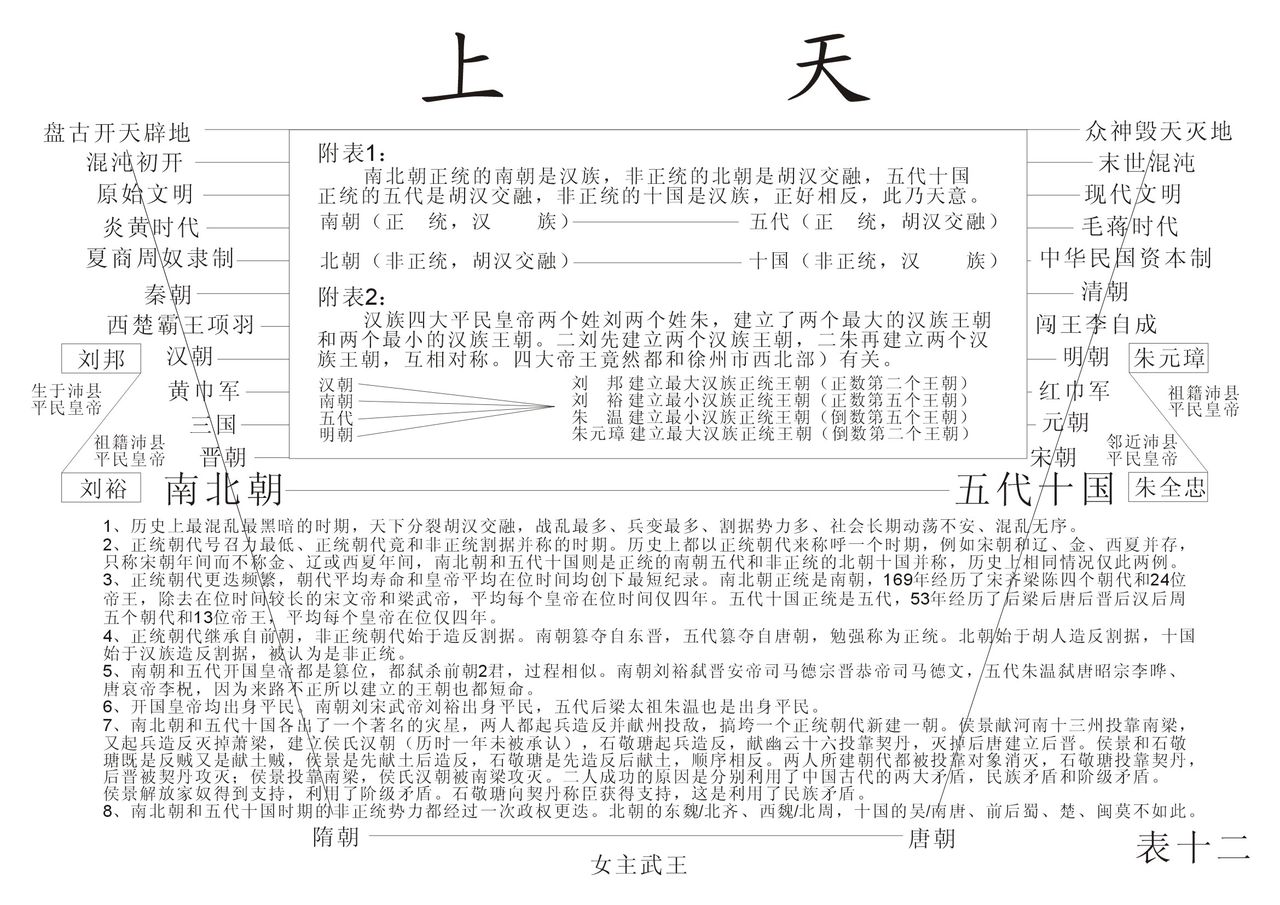 上 天
盘古开天辟地 众神毁天灭地
混沌初开 末世混沌
原始文明 现代文明
炎黄时代 毛蒋时代
夏商周奴隶制 中华民国资本制
秦朝 清朝
西楚霸王项羽 闯王李自成
刘邦 汉朝 明朝 朱元璋
生于沛县
平民皇帝
黄巾军 红巾军
祖籍沛县
平民皇帝
三国 元朝
祖籍沛县
平民皇帝
邻近沛县
平民皇帝
晋朝 宋朝
刘裕 南北朝 五代十国 朱全忠
附表1：
南北朝正统的南朝是汉族，非正统的北朝是胡汉交融，五代十国
正统的五代是胡汉交融，非正统的十国是汉族，正好相反，此乃天意。
南朝（正 统，汉 族） 五代（正 统，胡汉交融）
北朝（非正统，胡汉交融） 十国（非正统，汉 族）
附表2：
汉族四大平民皇帝两个姓刘两个姓朱，建立了两个最大的汉族王朝
和两个最小的汉族王朝。二刘先建立两个汉族王朝，二朱再建立两个汉
族王朝，互相对称。四大帝王竟然都和徐州市西北部）有关。
汉朝 刘 邦 建立最大汉族正统王朝（正数第二个王朝）
南朝 刘 裕 建立最小汉族正统王朝（正数第五个王朝）
五代 朱 温 建立最小汉族正统王朝（倒数第五个王朝）
明朝 朱元璋 建立最大汉族正统王朝（倒数第二个王朝）
1、历史上最混乱最黑暗的时期，天下分裂胡汉交融，战乱最多、兵变最多、割据势力多、社会长期动荡不安、混乱无序。
2、正统朝代号召力最低、正统朝代竟和非正统割据并称的时期。历史上都以正统朝代来称呼一个时期，例如宋朝和辽、金、西夏并存，
只称宋朝年间而不称金、辽或西夏年间，南北朝和五代十国则是正统的南朝五代和非正统的北朝十国并称，历史上相同情况仅此两例。
3、正统朝代更迭频繁，朝代平均寿命和皇帝平均在位时间均创下最短纪录。南北朝正统是南朝，169年经历了宋齐梁陈四个朝代和24位
帝王，除去在位时间较长的宋文帝和梁武帝，平均每个皇帝在位时间仅四年。五代十国正统是五代，53年经历了后梁后唐后晋后汉后周
五个朝代和13位帝王，平均每个皇帝在位仅四年。
4、正统朝代继承自前朝，非正统朝代始于造反割据。南朝篡夺自东晋，五代篡夺自唐朝，勉强称为正统。北朝始于胡人造反割据，十国
始于汉族造反割据，被认为是非正统。
5、南朝和五代开国皇帝都是篡位，都弑杀前朝2君，过程相似。南朝刘裕弑晋安帝司马德宗晋恭帝司马德文，五代朱温弑唐昭宗李晔、
唐哀帝李柷，因为来路不正所以建立的王朝也都短命。
6、开国皇帝均出身平民。南朝刘宋武帝刘裕出身平民，五代后梁太祖朱温也是出身平民。
7、南北朝和五代十国各出了一个著名的灾星，两人都起兵造反并献州投敌，搞垮一个正统朝代新建一朝。侯景献河南十三州投靠南梁，
又起兵造反灭掉萧梁，建立侯氏汉朝（历时一年未被承认），石敬瑭起兵造反，献幽云十六投靠契丹，灭掉后唐建立后晋。侯景和石敬
瑭既是反贼又是献土贼，侯景是先献土后造反，石敬瑭是先造反后献土，顺序相反。两人所建朝代都被投靠对象消灭，石敬瑭投靠契丹，
后晋被契丹攻灭；侯景投靠南梁，侯氏汉朝被南梁攻灭。二人成功的原因是分别利用了中国古代的两大矛盾，民族矛盾和阶级矛盾。
侯景解放家奴得到支持，利用了阶级矛盾。石敬瑭向契丹称臣获得支持，这是利用了民族矛盾。
8、南北朝和五代十国时期的非正统势力都经过一次政权更迭。北朝的东魏/北齐、西魏/北周，十国的吴/南唐、前后蜀、楚、闽莫不如此。
隋朝 唐朝
女主武王
表十二